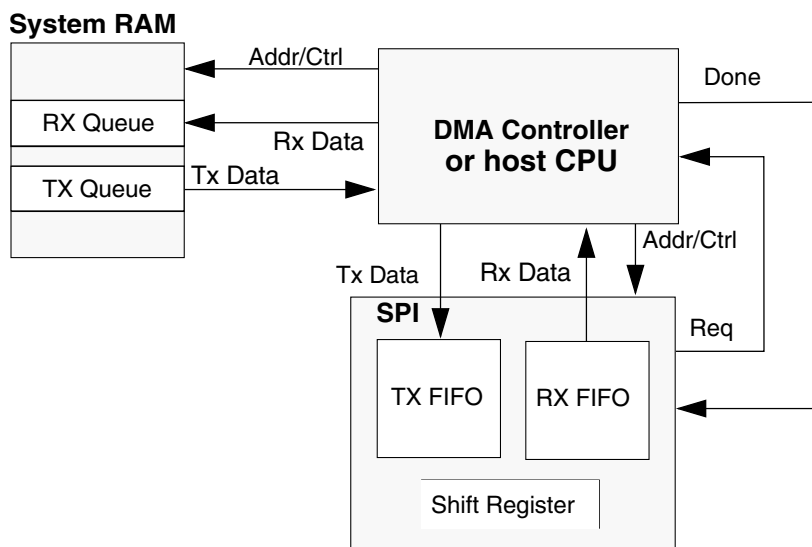 System RAM
Addr/Ctrl
Done
RX Queue
Rx Data
DMA Controller
or host CPU
TX Queue
Tx Data
Addr/Ctrl
Tx Data
Rx Data
SPI
Req
TX FIFO
RX FIFO
Shift Register